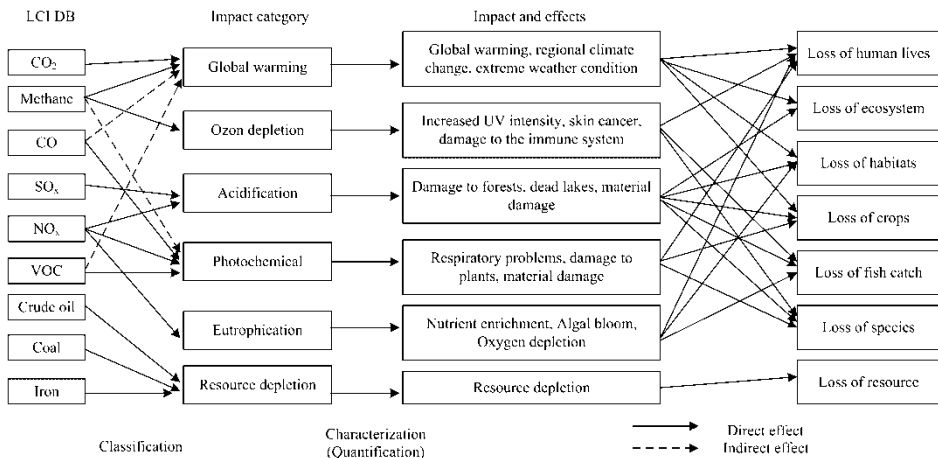 LCI DB
Impact category
Impact and effects
CO₂
Methane
CO
SOₓ
NOₓ
VOC
Crude oil
Coal
Iron
Global warming
Ozon depletion
Acidification
Photochemical
Eutrophication
Resource depletion
Global warming, regional climate
change, extreme weather condition
Increased UV intensity, skin cancer,
damage to the immune system
Damage to forests, dead lakes, material
damage
Respiratory problems, damage to
plants, material damage
Nutrient enrichment, Algal bloom,
Oxygen depletion
Resource depletion
Loss of human lives
Loss of ecosystem
Loss of habitats
Loss of crops
Loss of fish catch
Loss of species
Loss of resource
Classification
Characterization
(Quantification)
Direct effect
Indirect effect